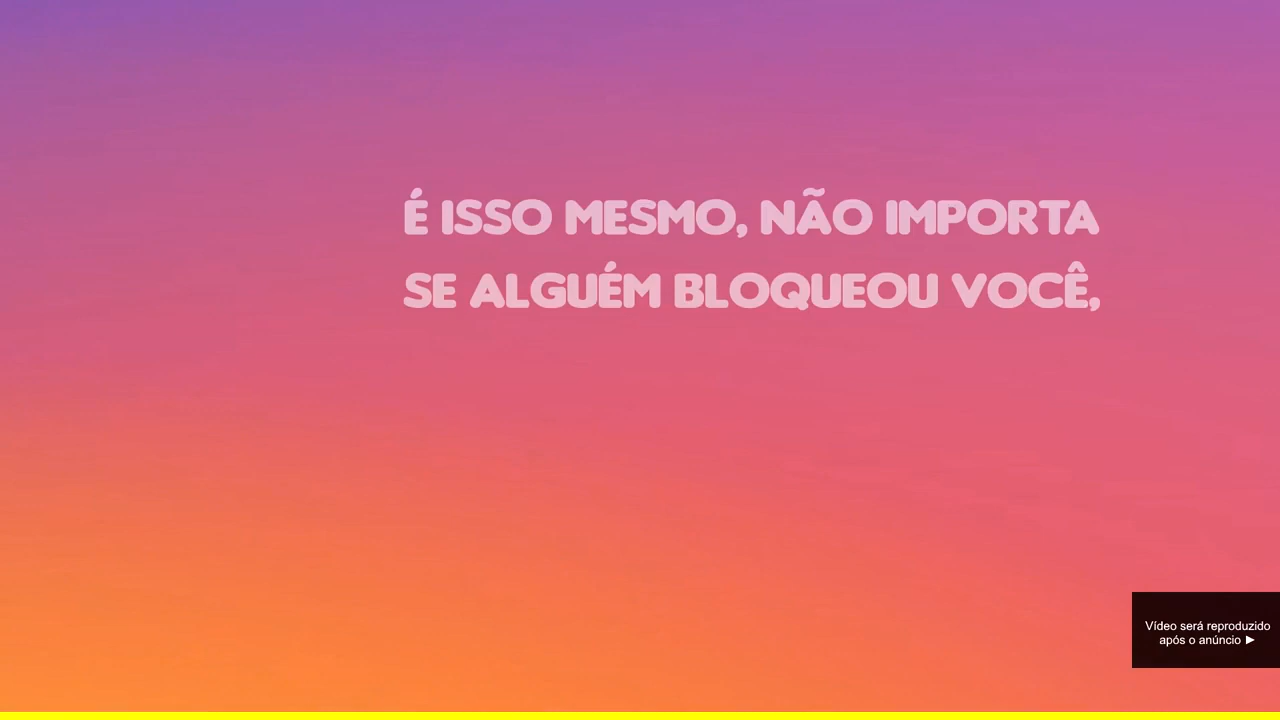 É ISSO MESMO, NÃO IMPORTA
SE ALGUÉM BLOQUEOU VOCÊ,
Vídeo será reproduzido
após o anúncio ►